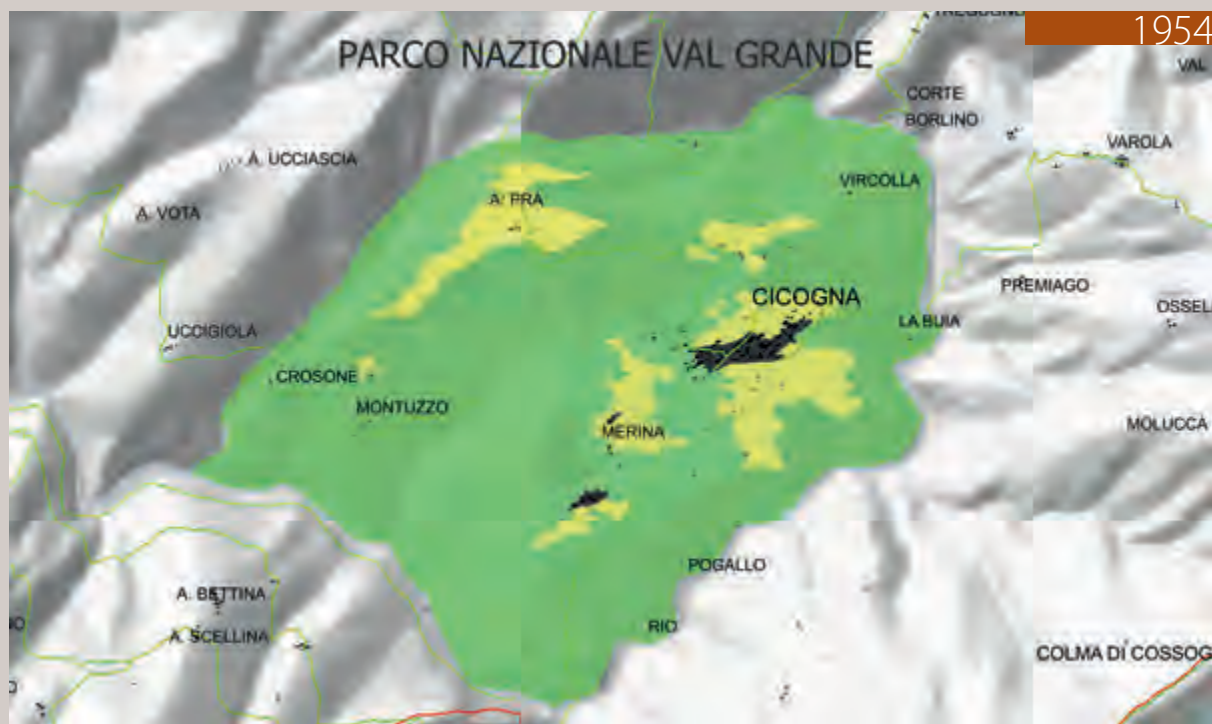 TREGUGNO
1954
PARCO NAZIONALE VAL GRANDE
VAL
CORTE
BORLINO
VAROLA
A. UCCIASCIA
VIRCOLLA
A. PRA
A. VOTA
PREMIAGO
CICOGNA
OSSEL
LA BUIA
UCCIGIOLA
CROSONE
MONTUZZO
MOLUCCA
MERINA
POGALLO
A. BETTINA
RIO
A. SCELLINA
COLMA DI COSSOG